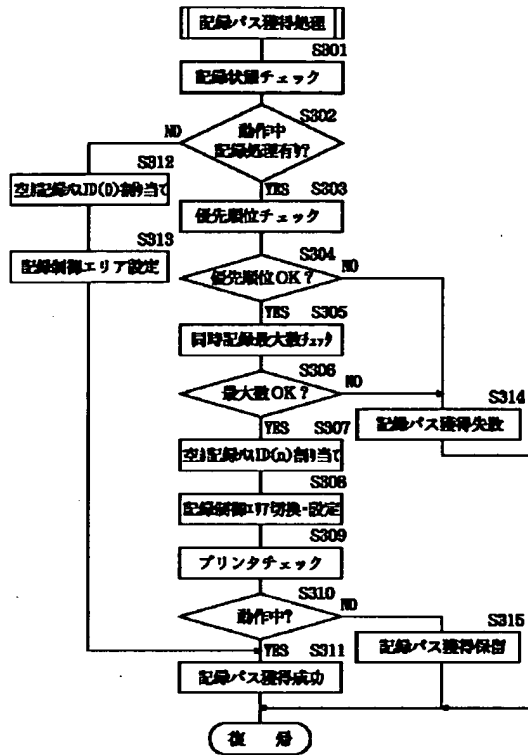 記録パス獲得処理
S301
記録状態チェック
S302
動作中
記録処理有り?
NO
YES
S303
優先順位チェック
S304
優先順位OK?
NO
YES
S305
同時記録最大数チェック
S306
最大数OK?
NO
YES
S307
空き記録パスID(n)割り当て
S308
記録制御エリア切換・設定
S309
プリンタチェック
S310
動作中?
NO
YES
S311
記録パス獲得成功
S312
空き記録パスID(0)割り当て
S313
記録制御エリア設定
S314
記録パス獲得失敗
S315
記録パス獲得保留
復 帰